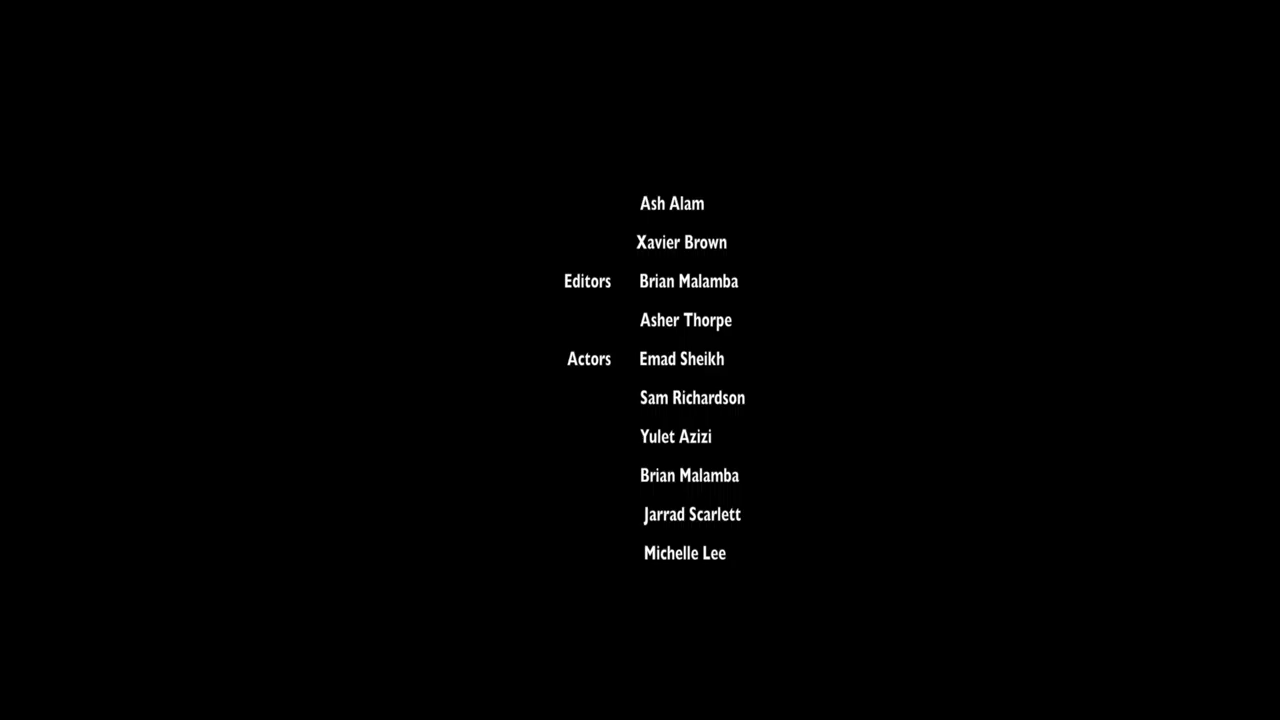 Ash Alam
Xavier Brown
Editors Brian Malamba
Asher Thorpe
Actors Emad Sheikh
Sam Richardson
Yulet Azizi
Brian Malamba
Jarrad Scarlett
Michelle Lee